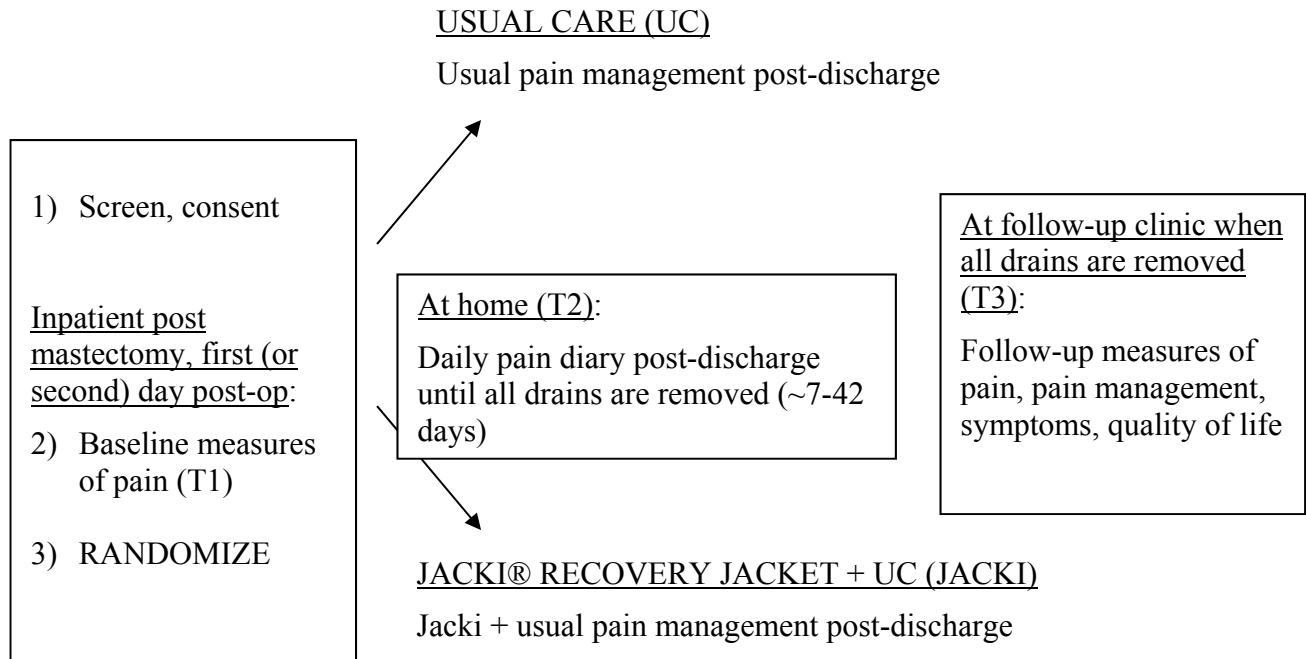 USUAL CARE (UC)
Usual pain management post-discharge
1) Screen, consent
Inpatient post
mastectomy, first (or
second) day post-op:
2) Baseline measures
of pain (T1)
3) RANDOMIZE
At home (T2):
Daily pain diary post-discharge
until all drains are removed (~7-42
days)
At follow-up clinic when
all drains are removed
(T3):
Follow-up measures of
pain, pain management,
symptoms, quality of life
JACKI® RECOVERY JACKET + UC (JACKI)
Jacki + usual pain management post-discharge